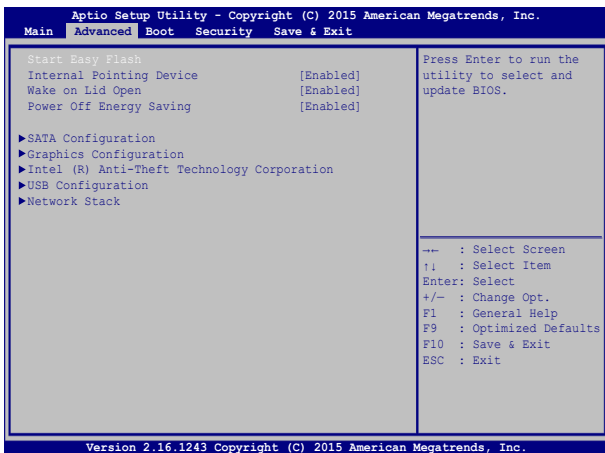 Aptio Setup Utility - Copyright (C) 2015 American Megatrends, Inc.
Main Advanced Boot Security Save & Exit
Start Easy Flash
Internal Pointing Device [Enabled]
Wake on Lid Open [Enabled]
Power Off Energy Saving [Enabled]
▶SATA Configuration
▶Graphics Configuration
▶Intel (R) Anti-Theft Technology Corporation
▶USB Configuration
▶Network Stack
Press Enter to run the
utility to select and
update BIOS.
→← : Select Screen
↑↓ : Select Item
Enter: Select
+/— : Change Opt.
F1 : General Help
F9 : Optimized Defaults
F10 : Save & Exit
ESC : Exit
Version 2.16.1243 Copyright (C) 2015 American Megatrends, Inc.